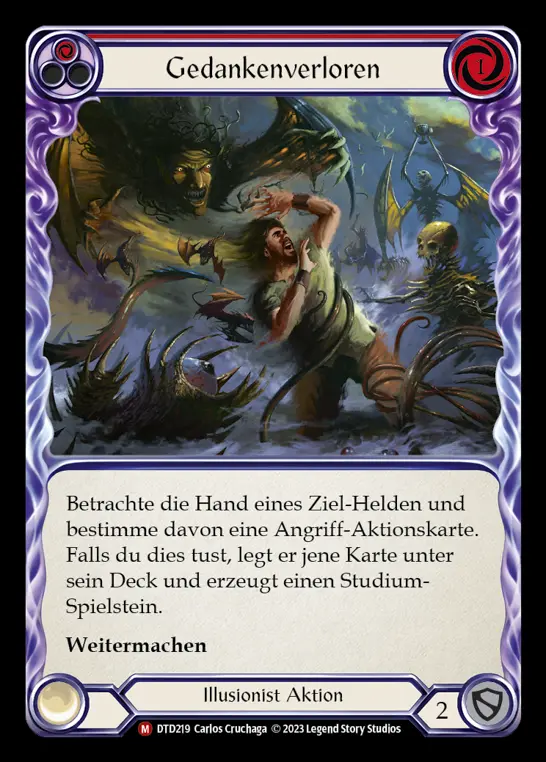 Gedankenverloren
I
Betrachte die Hand eines Ziel-Helden und
bestimme davon eine Angriff-Aktionskarte.
Falls du dies tust, legt er jene Karte unter
sein Deck und erzeugt einen Studium-
Spielstein.
Weitermachen
Illusionist Aktion
2
M DTD219 Carlos Cruchaga © 2023 Legend Story Studios